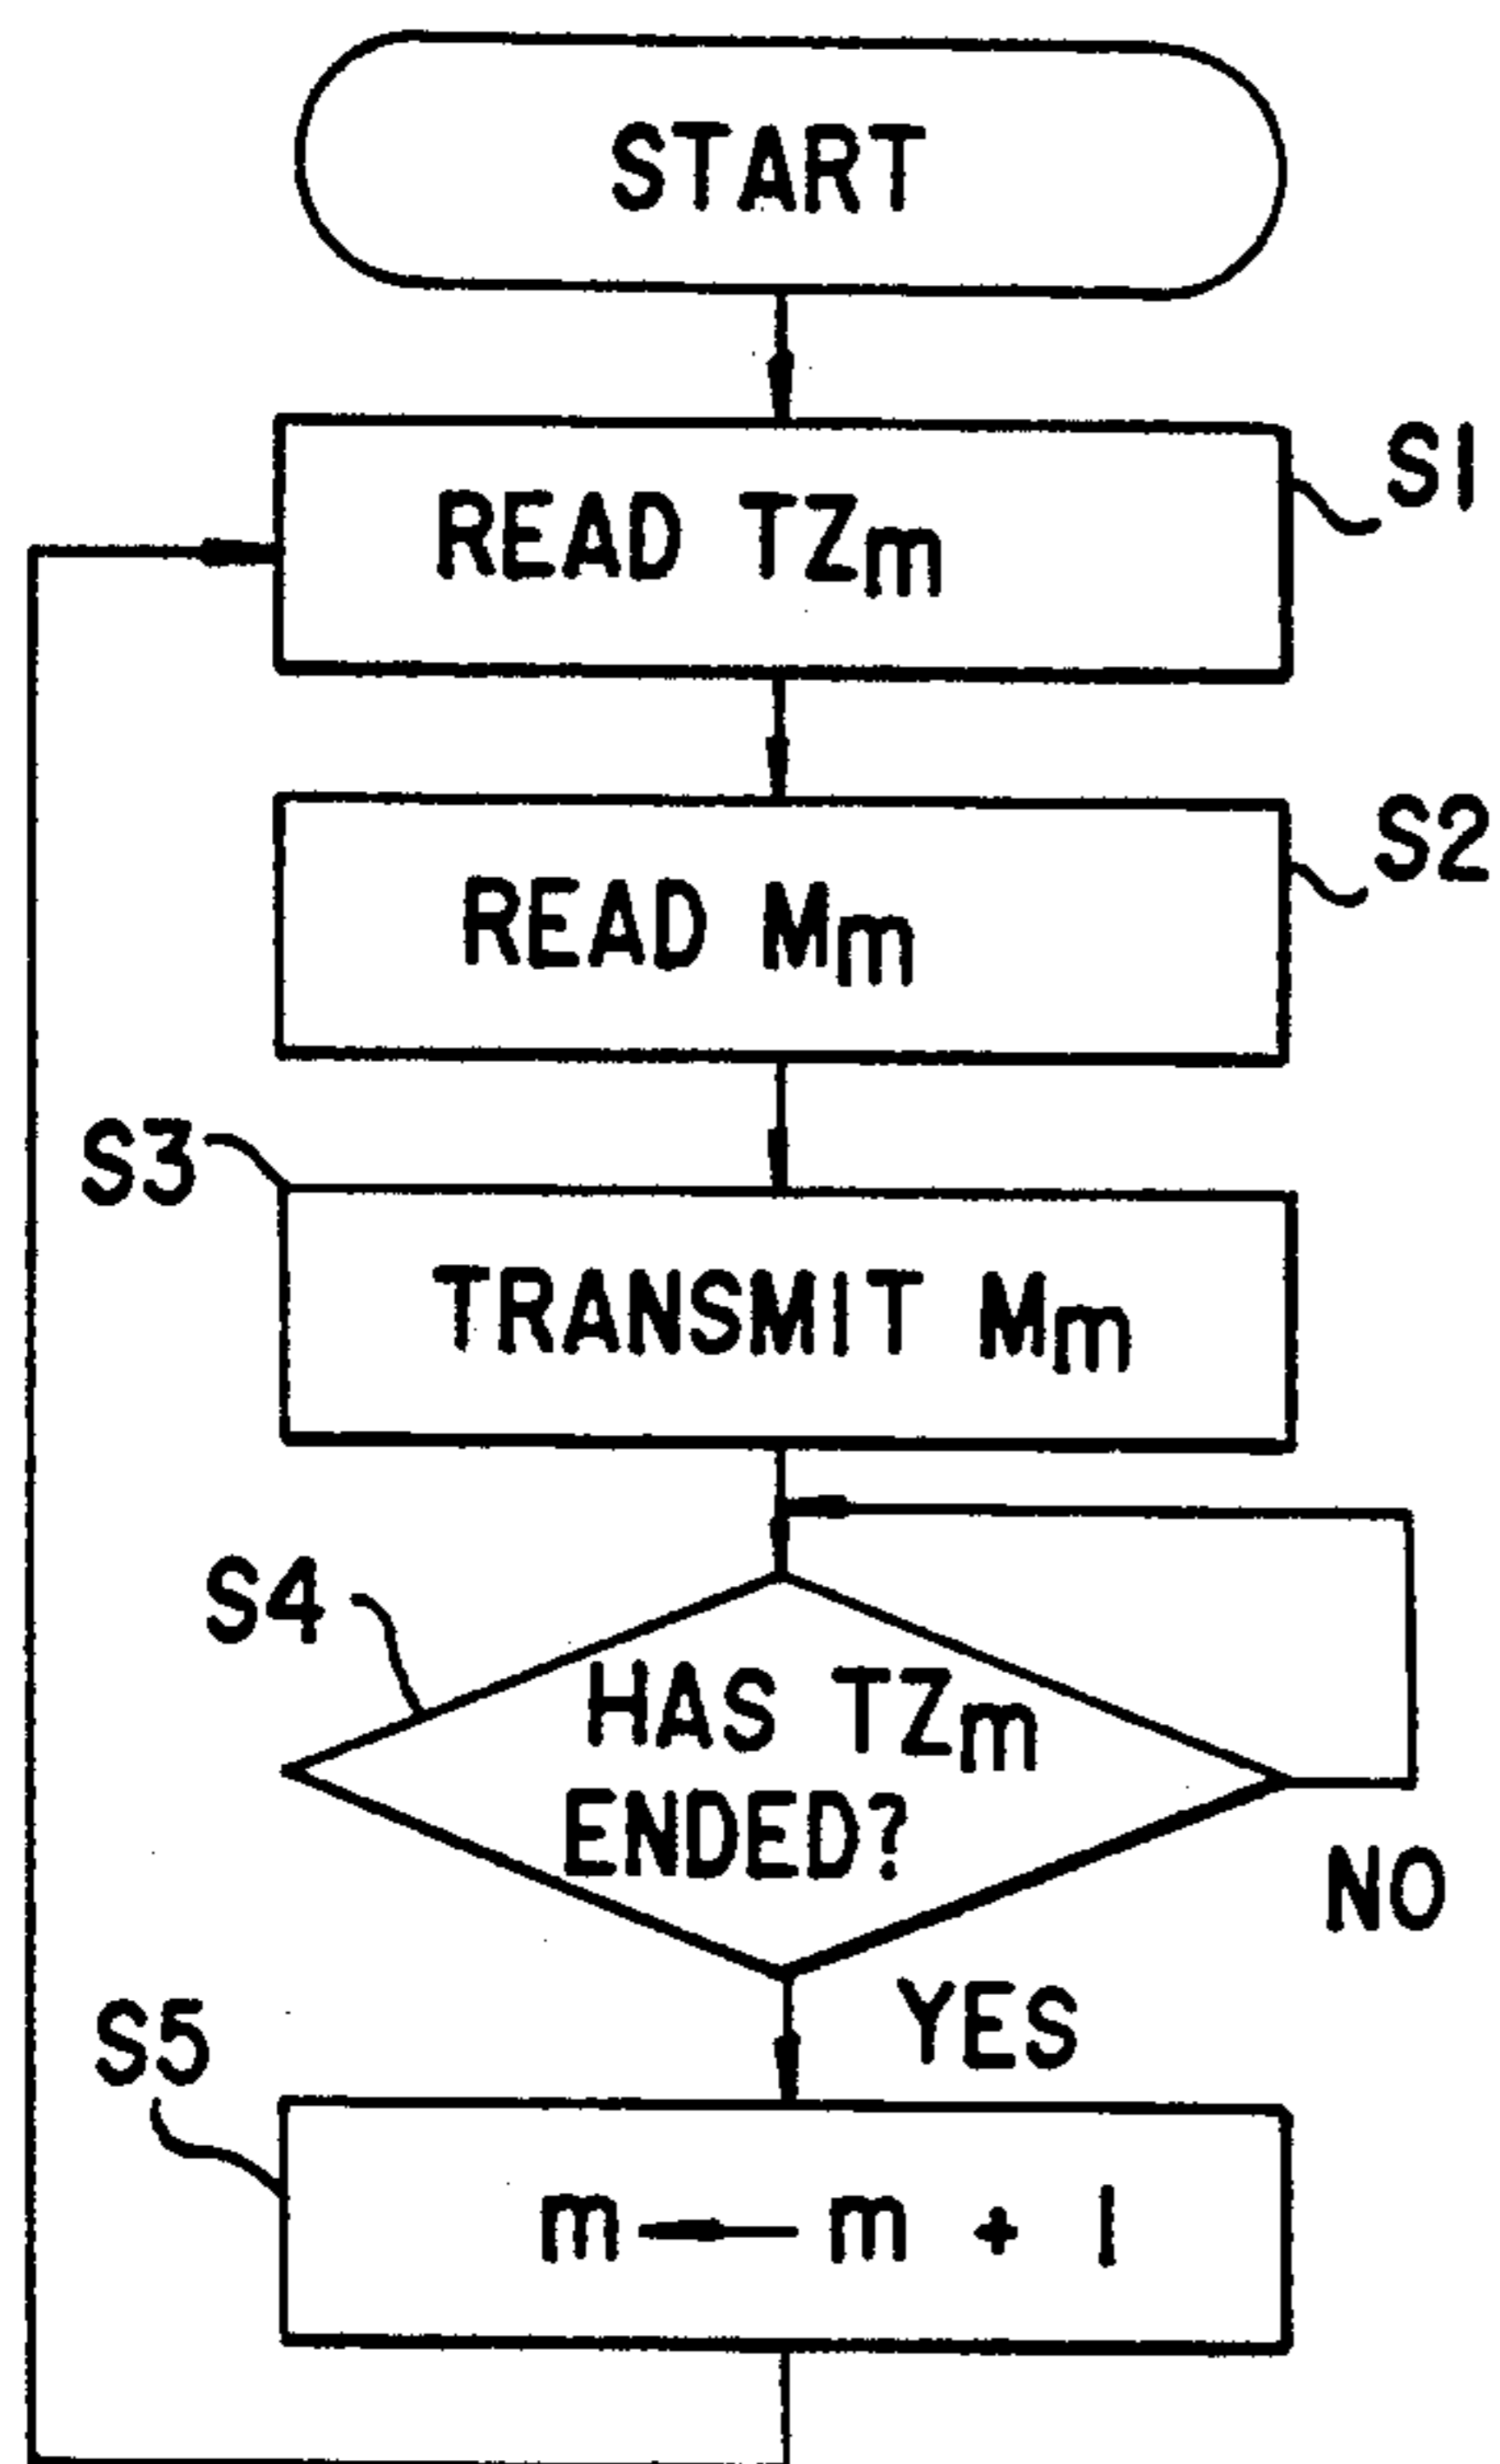 START
READ TZm
S1
READ Mm
S2
S3
TRANSMIT Mm
S4
HAS TZm
ENDED?
NO
YES
S5
m ← m + 1